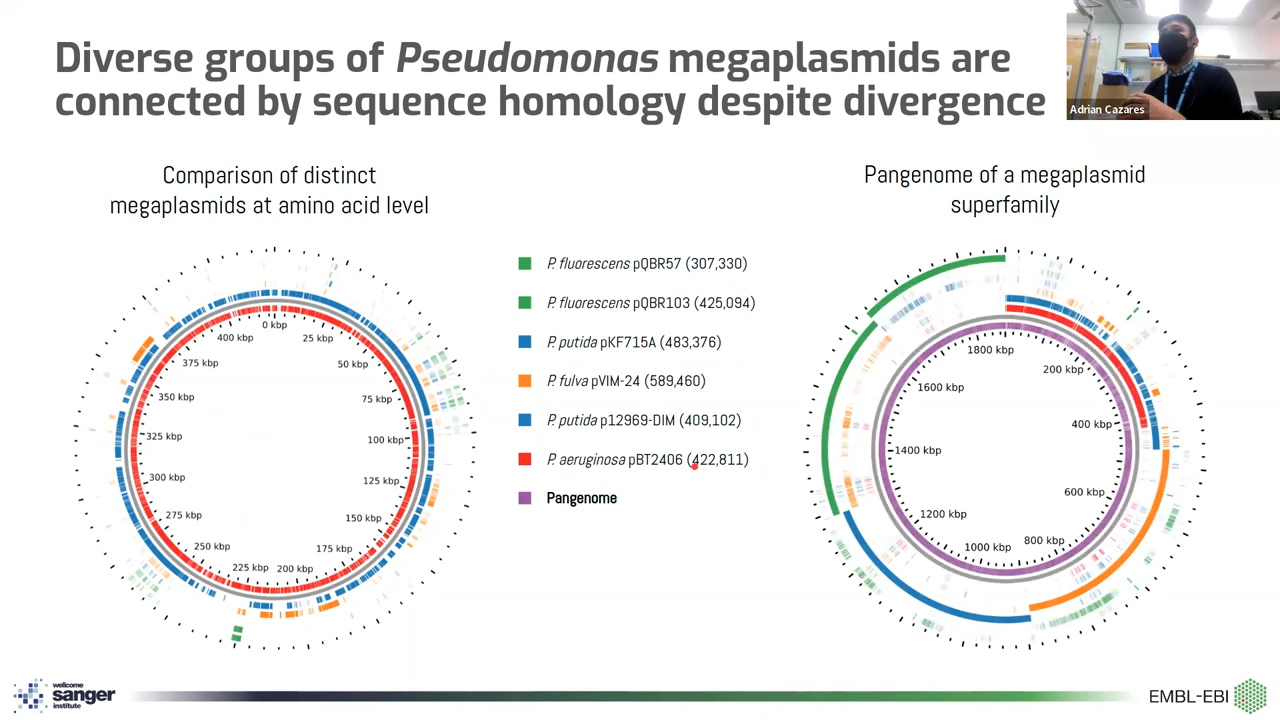 Diverse groups of Pseudomonas megaplasmids are
connected by sequence homology despite divergence
Adrian Cazares
Comparison of distinct
megaplasmids at amino acid level
0 kbp
25 kbp
50 kbp
75 kbp
100 kbp
125 kbp
150 kbp
175 kbp
200 kbp
225 kbp
250 kbp
275 kbp
300 kbp
325 kbp
350 kbp
375 kbp
400 kbp
P. fluorescens pQBR57 (307,330)
P. fluorescens pQBR103 (425,094)
P. putida pKF715A (483,376)
P. fulva pVIM-24 (589,460)
P. putida p12969-DIM (409,102)
P. aeruginosa pBT2406 (422,811)
Pangenome
Pangenome of a megaplasmid
superfamily
200 kbp
400 kbp
600 kbp
800 kbp
1000 kbp
1200 kbp
1400 kbp
1600 kbp
1800 kbp
wellcome
sanger
institute
EMBL-EBI